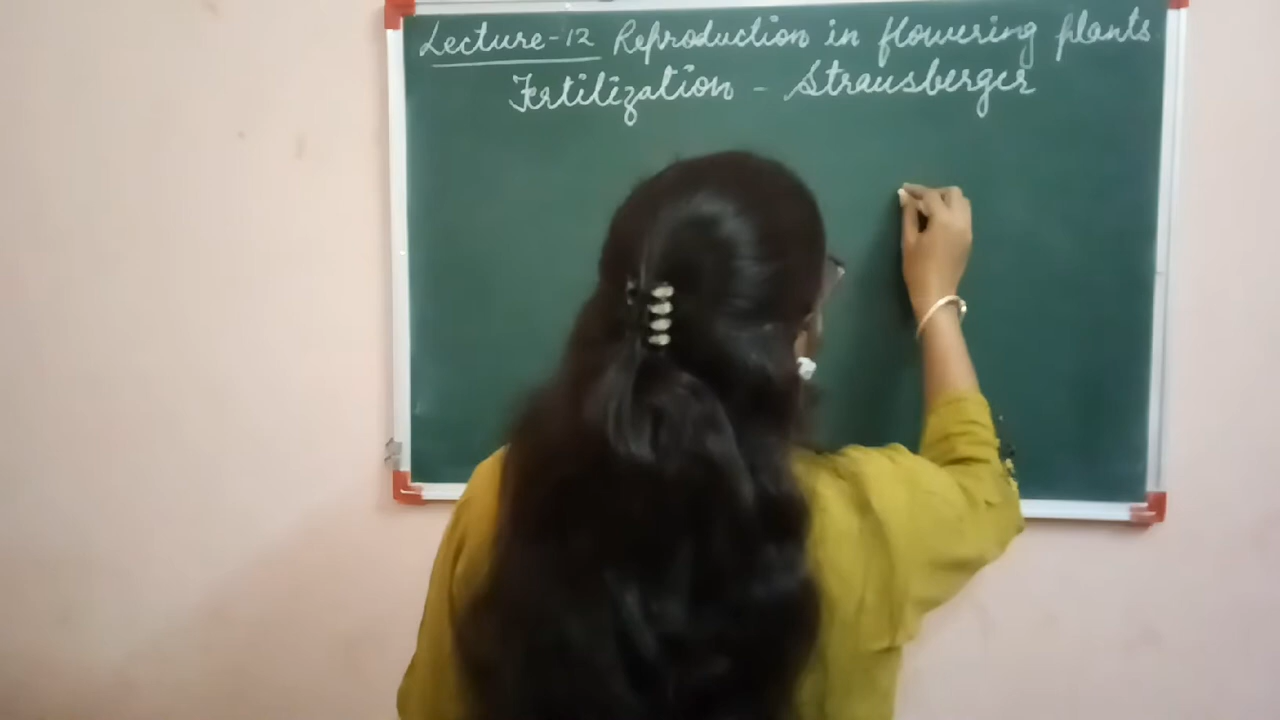 Lecture-12 Reproduction in flowering plants
Fertilization - Strausberger